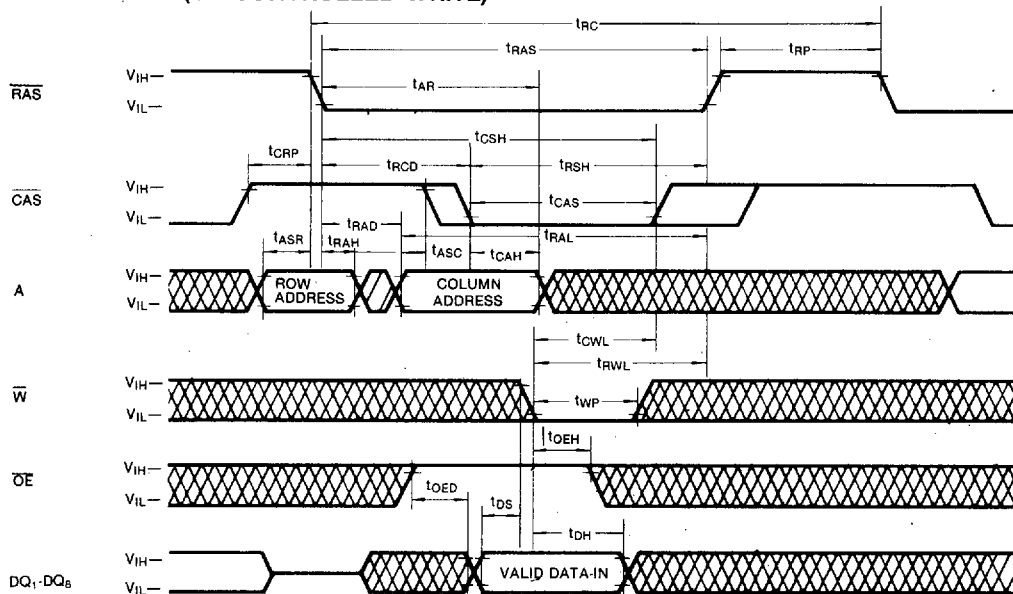 tRC
tRAS
tRP
RAS
VIH—
VIL—
tAR
tCSH
tCRP
tRCD
tRSH
CAS
VIH—
VIL—
tCAS
tRAD
tRAL
tASR
tRAH
tASC
tCAH
A
VIH—
VIL—
ROW
ADDRESS
COLUMN
ADDRESS
tCWL
tRWL
W
VIH—
VIL—
tWP
tOEH
OE
VIH—
VIL—
tOED
tDS
tDH
DQ1-DQ8
VIH—
VIL—
VALID DATA-IN